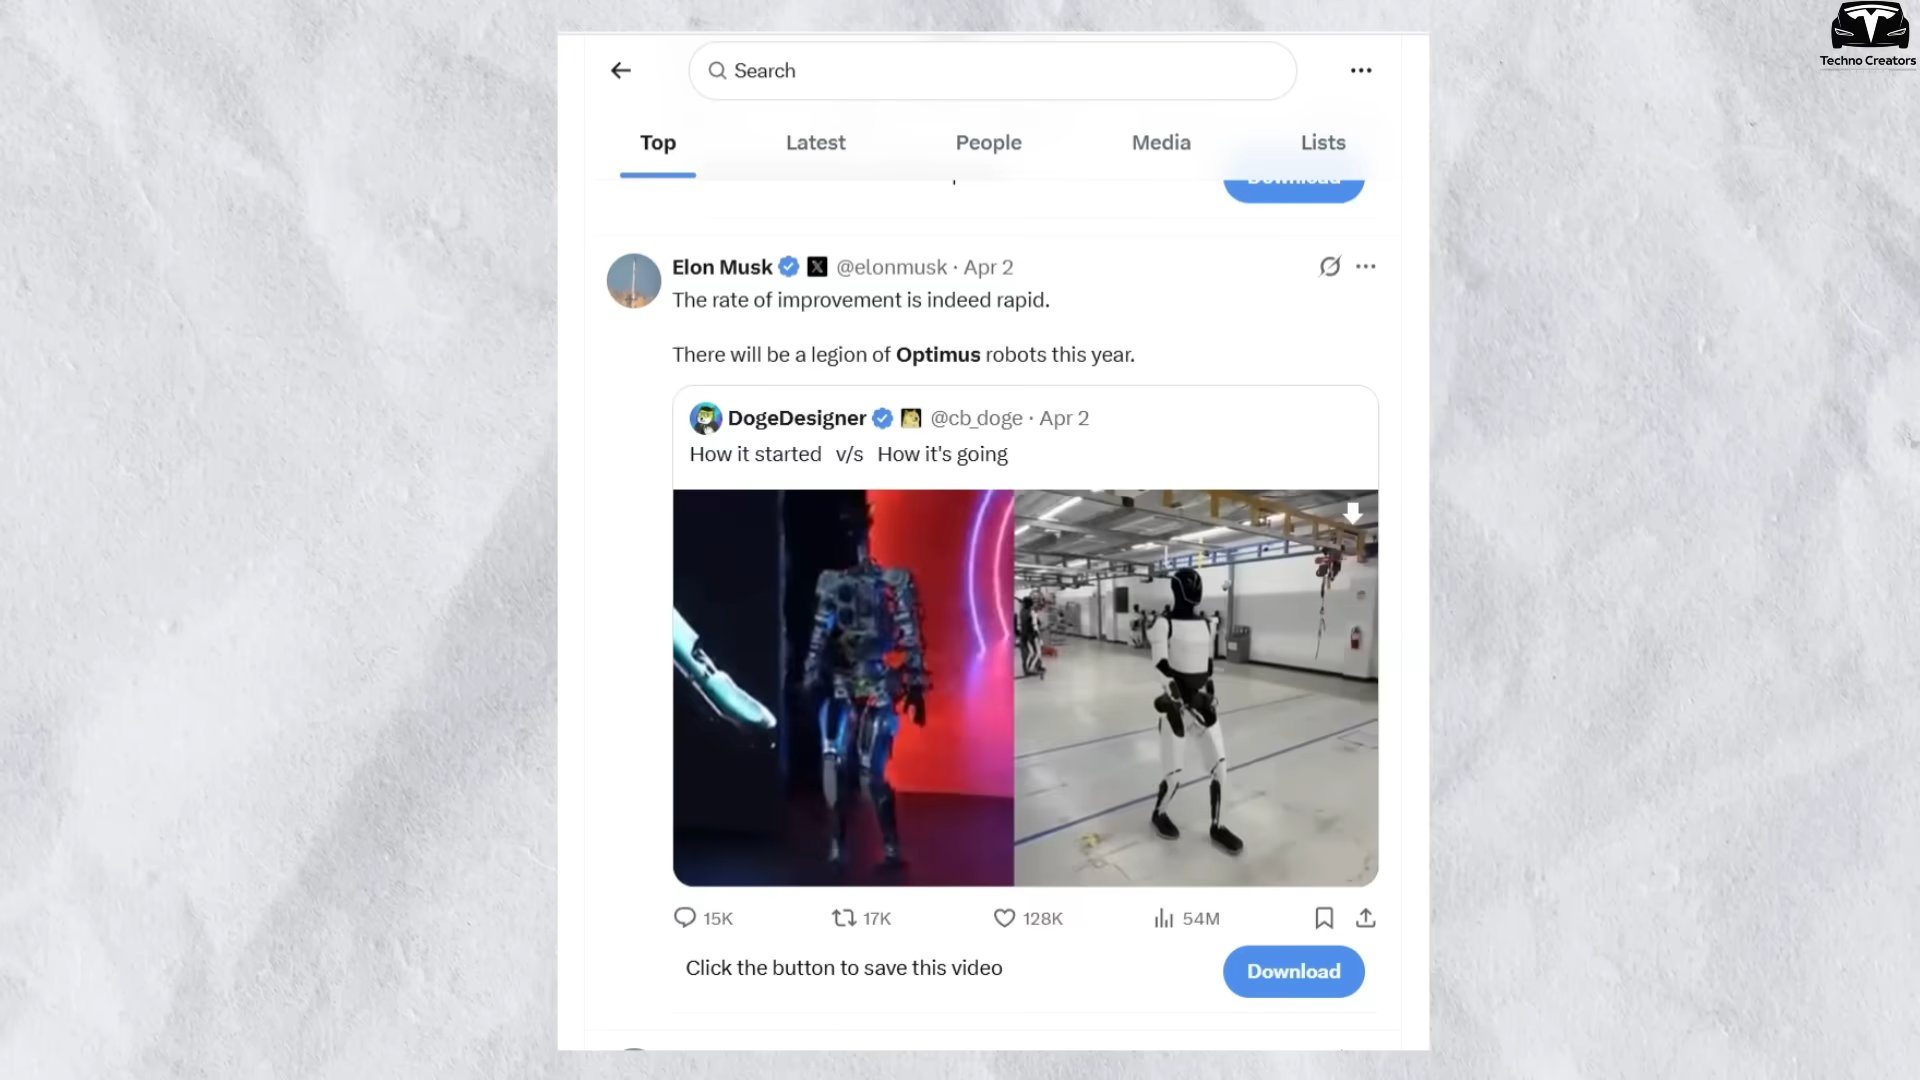 Techno Creators
Search
Top Latest People Media Lists
Download
Elon Musk @elonmusk · Apr 2
The rate of improvement is indeed rapid.
There will be a legion of Optimus robots this year.
DogeDesigner @cb_doge · Apr 2
How it started v/s How it's going
15K 17K 128K 54M
Click the button to save this video
Download